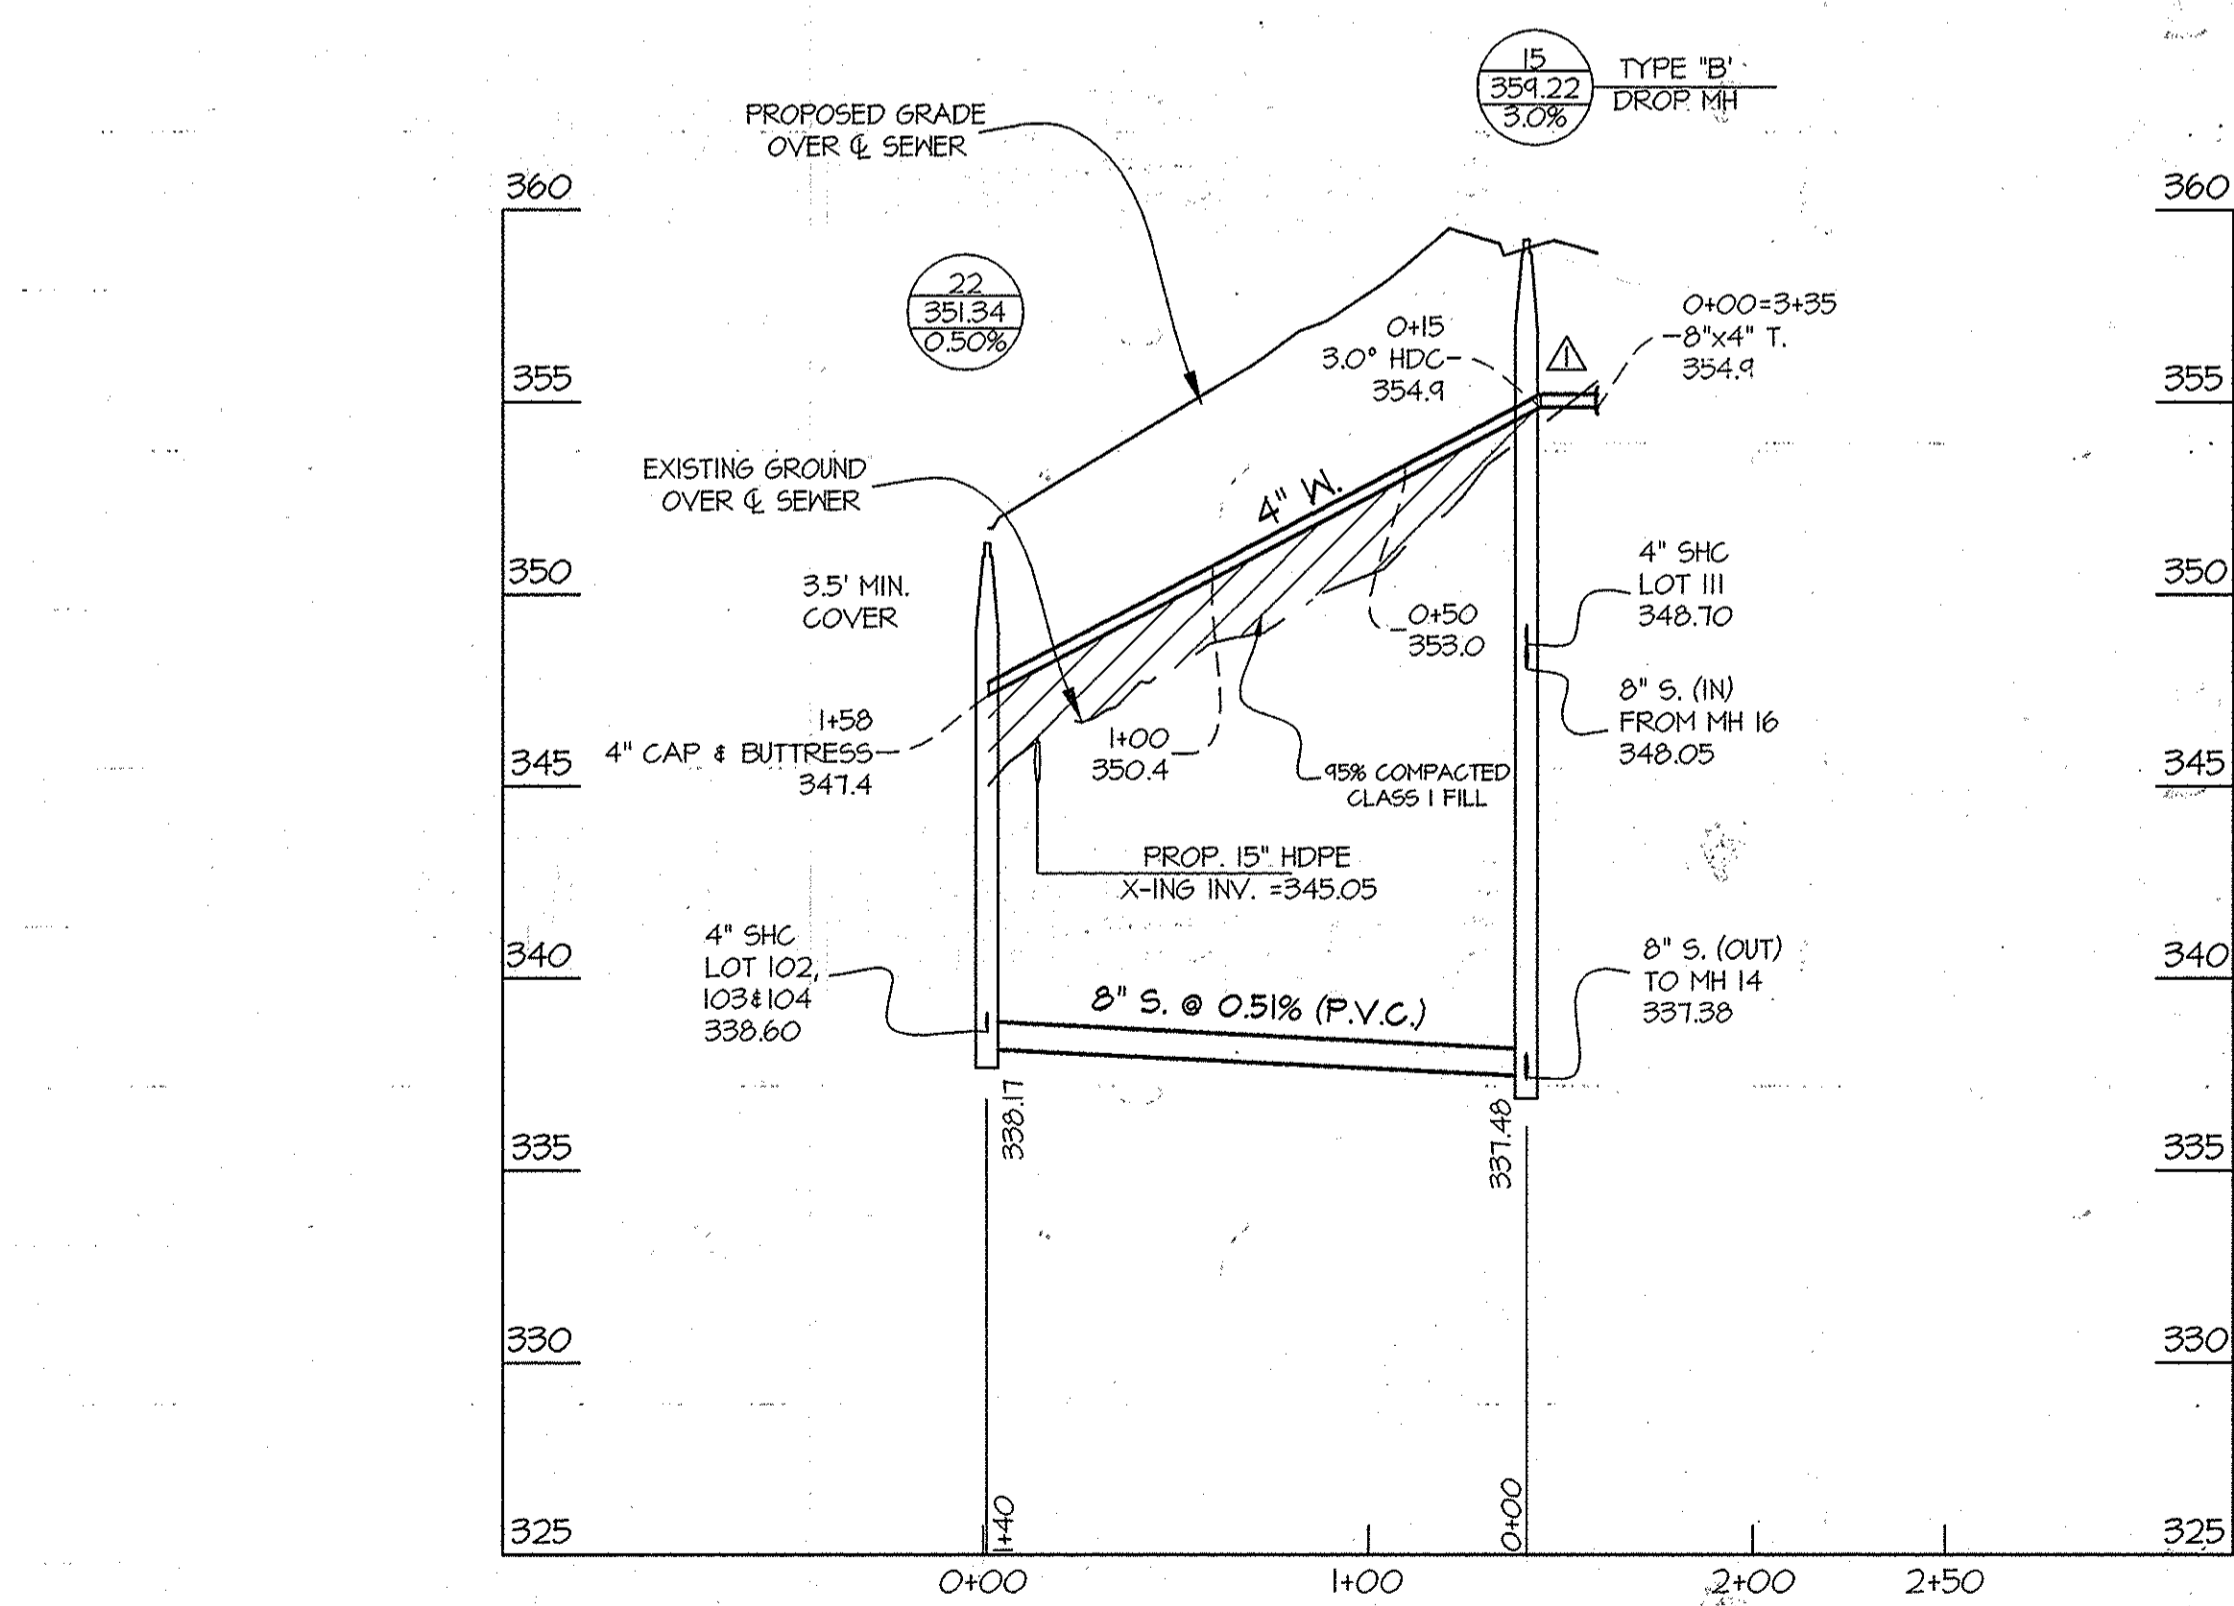 15
359.22
3.0%
TYPE "B"
DROP MH
PROPOSED GRADE
OVER ℄ SEWER
360
360
22
351.34
0.50%
0+00=3+35
8"x4" T.
354.9
0+15
3.0° HDC
354.9
1
355
355
EXISTING GROUND
OVER ℄ SEWER
4" W.
350
350
3.5' MIN.
COVER
4" SHC
LOT 111
348.70
0+50
353.0
8" S. (IN)
FROM MH 16
348.05
1+58
4" CAP & BUTTRESS
347.4
1+00
350.4
95% COMPACTED
CLASS 1 FILL
345
345
PROP. 15" HDPE
X-ING INV. =345.05
4" SHC
LOT 102,
103&104
338.60
340
340
8" S. (OUT)
TO MH 14
337.38
8" S. @ 0.51% (P.V.C.)
338.17
337.48
335
335
330
330
1+40
0+00
325
325
0+00
1+00
2+00
2+50